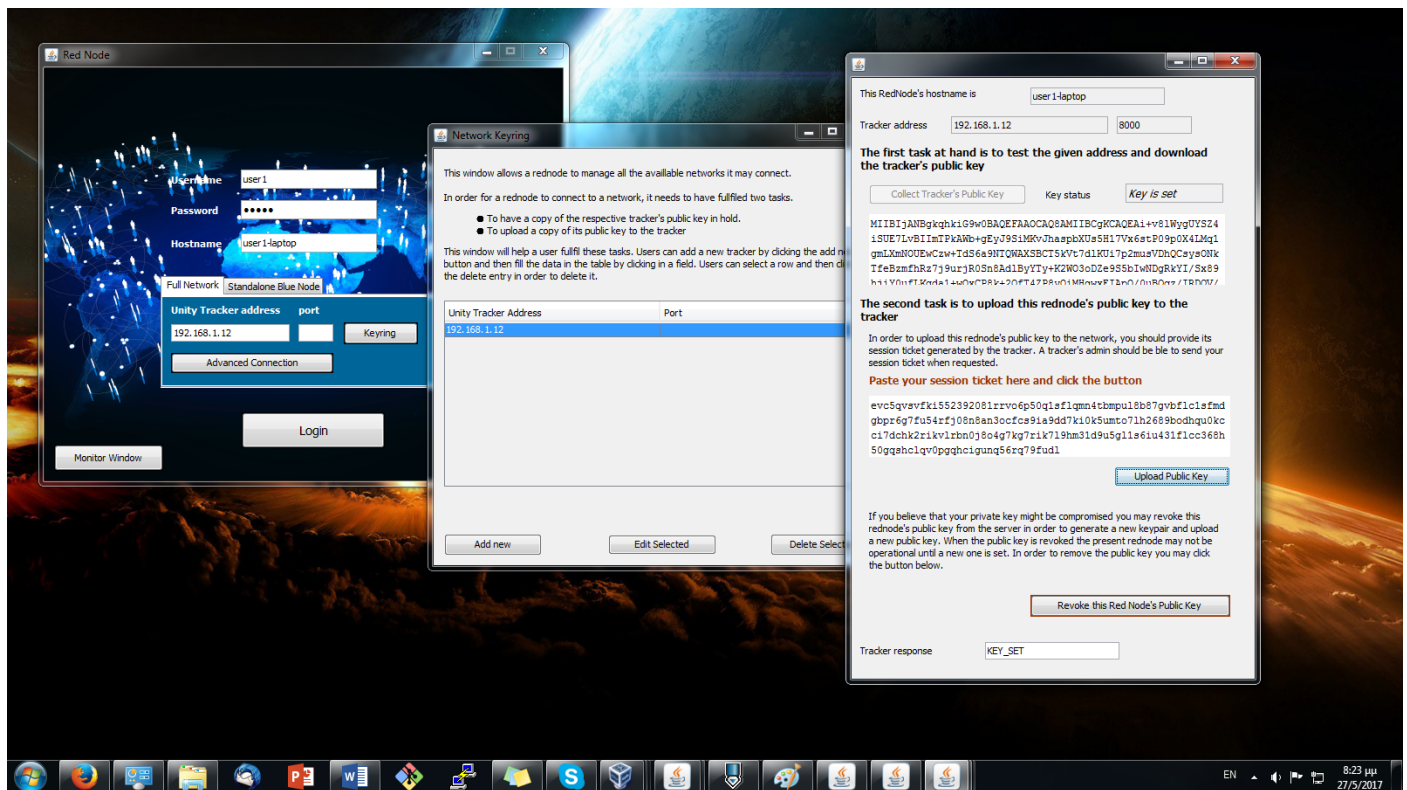 Red Node
Username
user1
Password
•••••
Hostname
user1-laptop
Full Network
Standalone Blue Node
Unity Tracker address
port
192.168.1.12
Keyring
Advanced Connection
Login
Monitor Window
Network Keyring
This window allows a rednode to manage all the availlable networks it may connect.
In order for a rednode to connect to a network, it needs to have fulfiled two tasks.
● To have a copy of the respective tracker's public key in hold.
● To upload a copy of its public key to the tracker
This window will help a user fulfil these tasks. Users can add a new tracker by clicking the add
button and then fill the data in the table by clicking in a field. Users can select a row and then
the delete entry in order to delete it.
Unity Tracker Address
Port
192.168.1.12
Add new
Edit Selected
Delete Select
This RedNode's hostname is
user1-laptop
Tracker address
192.168.1.12
8000
The first task at hand is to test the given address and download
the tracker's public key
Collect Tracker's Public Key
Key status
Key is set
MIIBIjANBgkqhkiG9w0BAQEFAAOCAQ8AMIIBCgKCAQEAi+v8lWygUYSZ4
iSUE7LvBIImTPkAWb+gEyJ9SiMKvJhaspbXUs5H17Vx6stP09p0X4LMq1
gmLXmNOUEwCzw+TdS6a9NTQWAXSBCT5kVt7dlKUi7p2musVDhQCsysONk
TfeBzmfhRz7j9urjR0Sn8AdlByYTy+K2WO3oDZe9S5bIwNDgRkYI/Sx89
The second task is to upload this rednode's public key to the
tracker
In order to upload this rednode's public key to the network, you should provide its
session ticket generated by the tracker. A tracker's admin should be ble to send your
session ticket when requested.
Paste your session ticket here and click the button
evc5qvsvfki552392081rrvo6p50q1sflqmn4tbmpul8b87gvbflc1sfmd
gbpr6g7fu54rfj08n8an3ocfcs9ia9dd7ki0k5umto7lh2689bodhqu0kc
ci7dchk2rikvlrbn0j8o4g7kg7rik7l9hm31d9u5gl1s6iu431flcc368h
50gqshclqv0pgqhcigunq56rq79fudl
Upload Public Key
If you believe that your private key might be compromised you may revoke this
rednode's public key from the server in order to generate a new keypair and upload
a new public key. When the public key is revoked the present rednode may not be
operational until a new one is set. In order to remove the public key you may click
the button below.
Revoke this Red Node's Public Key
Tracker response
KEY_SET
EN
8:23 μμ
27/5/2017